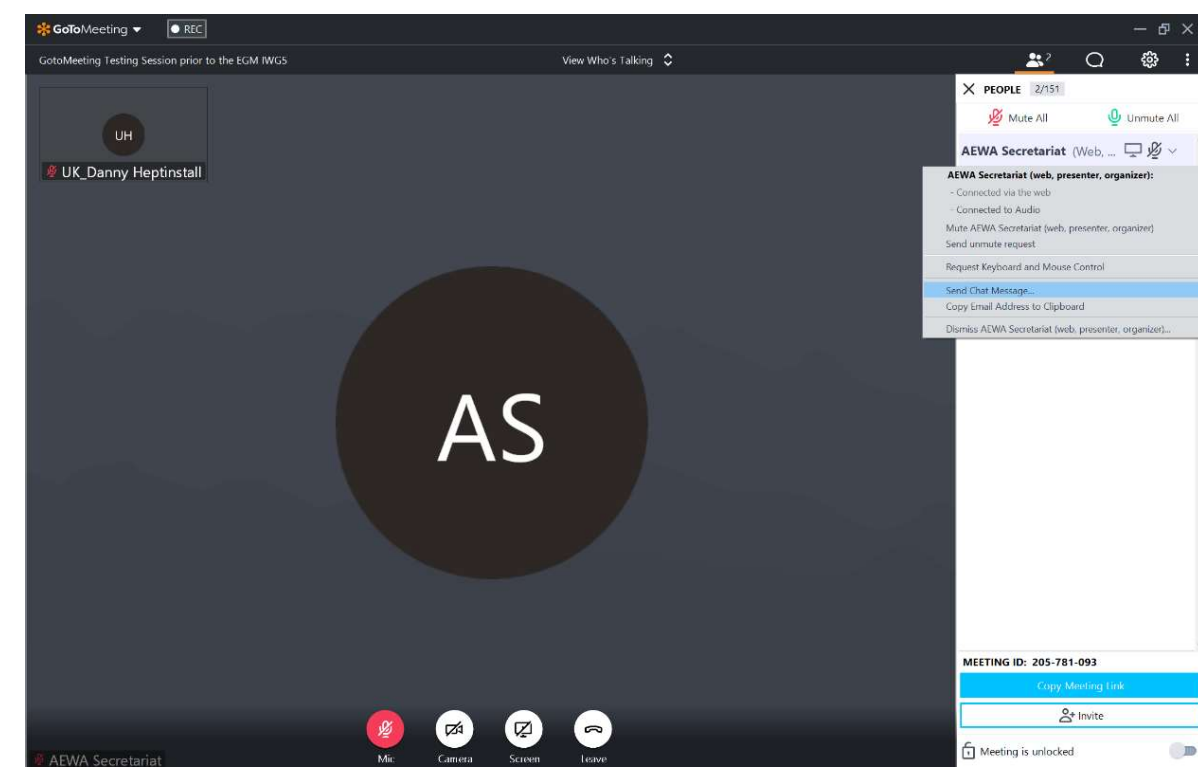 GoToMeeting
REC
GotoMeeting Testing Session prior to the EGM IWG5
View Who's Talking
2
UH
UK_Danny Heptinstall
AS
AEWA Secretariat
Mic
Camera
Screen
Leave
PEOPLE 2/151
Mute All
Unmute All
AEWA Secretariat (Web, ...
AEWA Secretariat (web, presenter, organizer):
- Connected via the web
- Connected to Audio
Mute AEWA Secretariat (web, presenter, organizer)
Send unmute request
Request Keyboard and Mouse Control
Send Chat Message...
Copy Email Address to Clipboard
Dismiss AEWA Secretariat (web, presenter, organizer)...
MEETING ID: 205-781-093
Copy Meeting Link
Invite
Meeting is unlocked